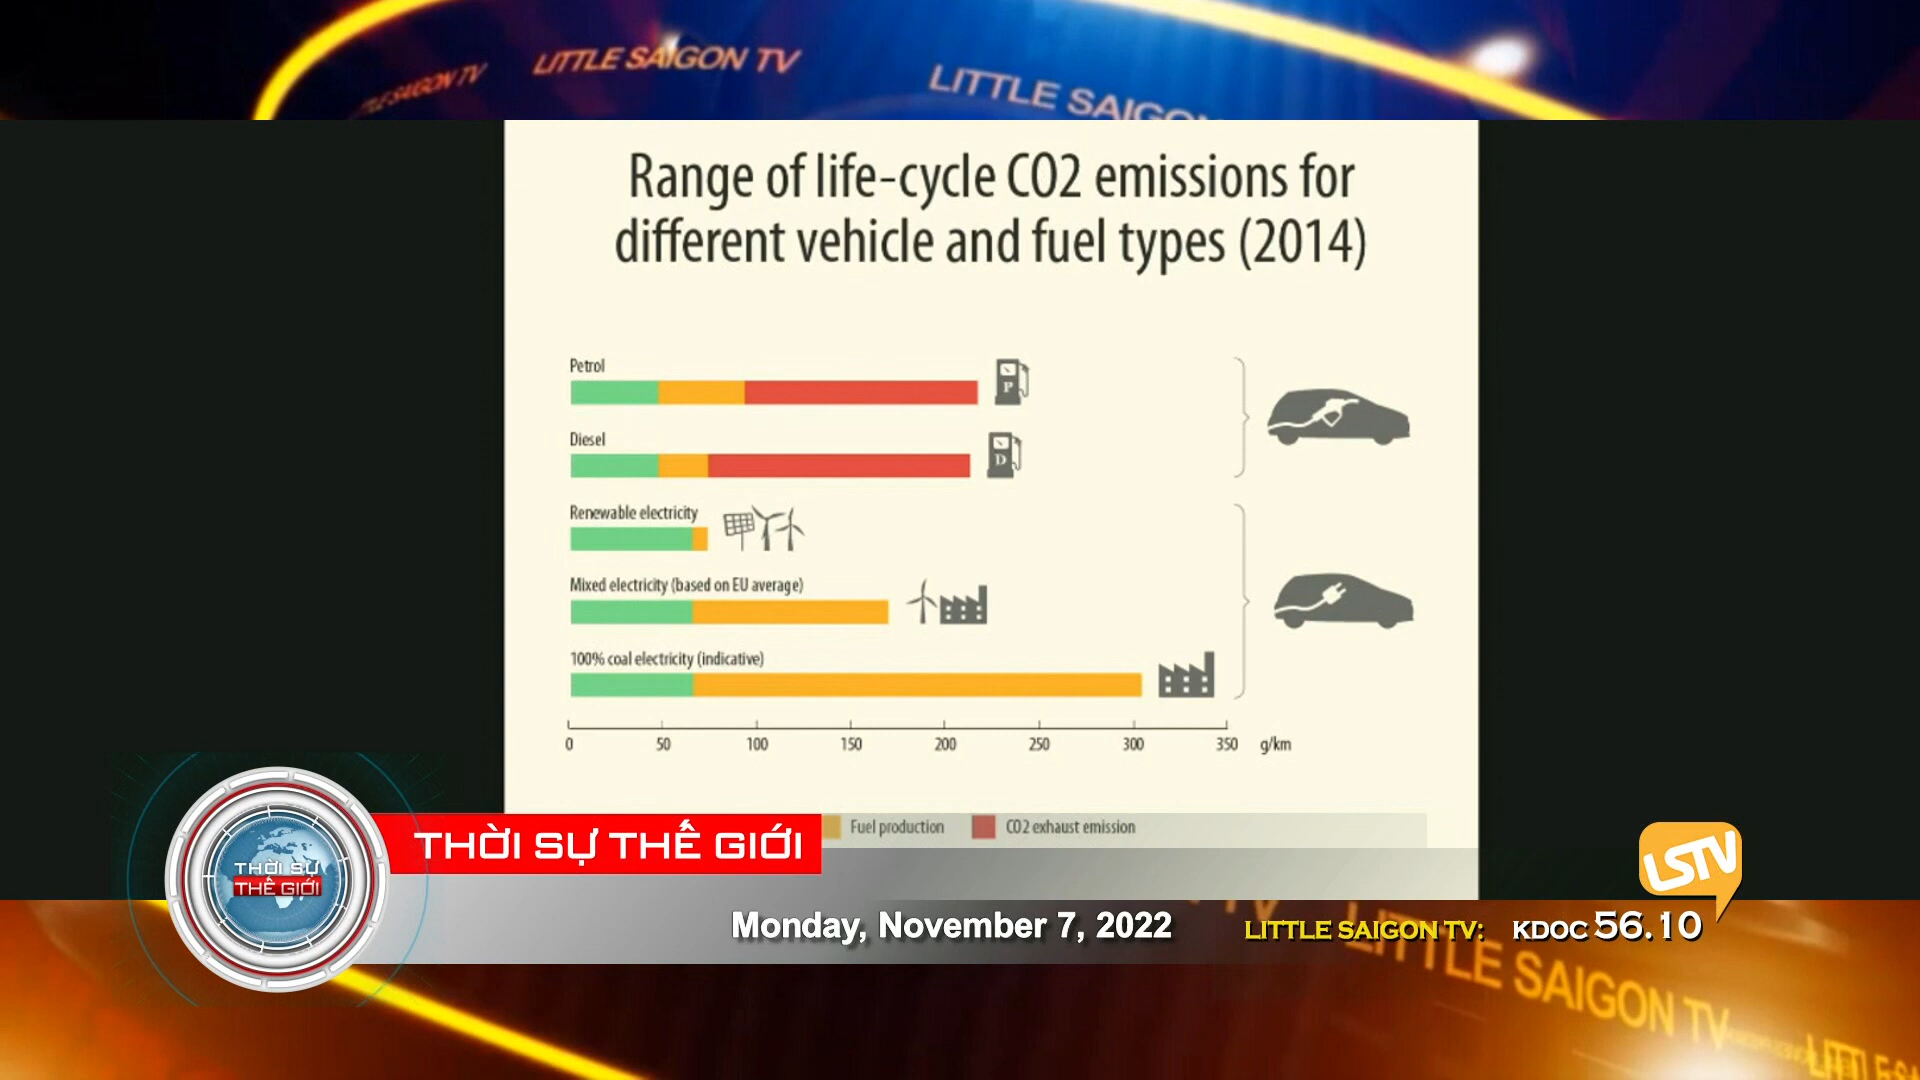 LITTLE SAIGON TV
LITTLE SAIGON
Range of life-cycle CO2 emissions for
different vehicle and fuel types (2014)
Petrol
P
Diesel
D
Renewable electricity
Mixed electricity (based on EU average)
100% coal electricity (indicative)
0 50 100 150 200 250 300 350 g/km
Fuel production CO2 exhaust emission
THỜI SỰ THẾ GIỚI
THỜI SỰ
THẾ GIỚI
LSTV
Monday, November 7, 2022
LITTLE SAIGON TV: KDOC 56.10
LITTLE SAIGON TV